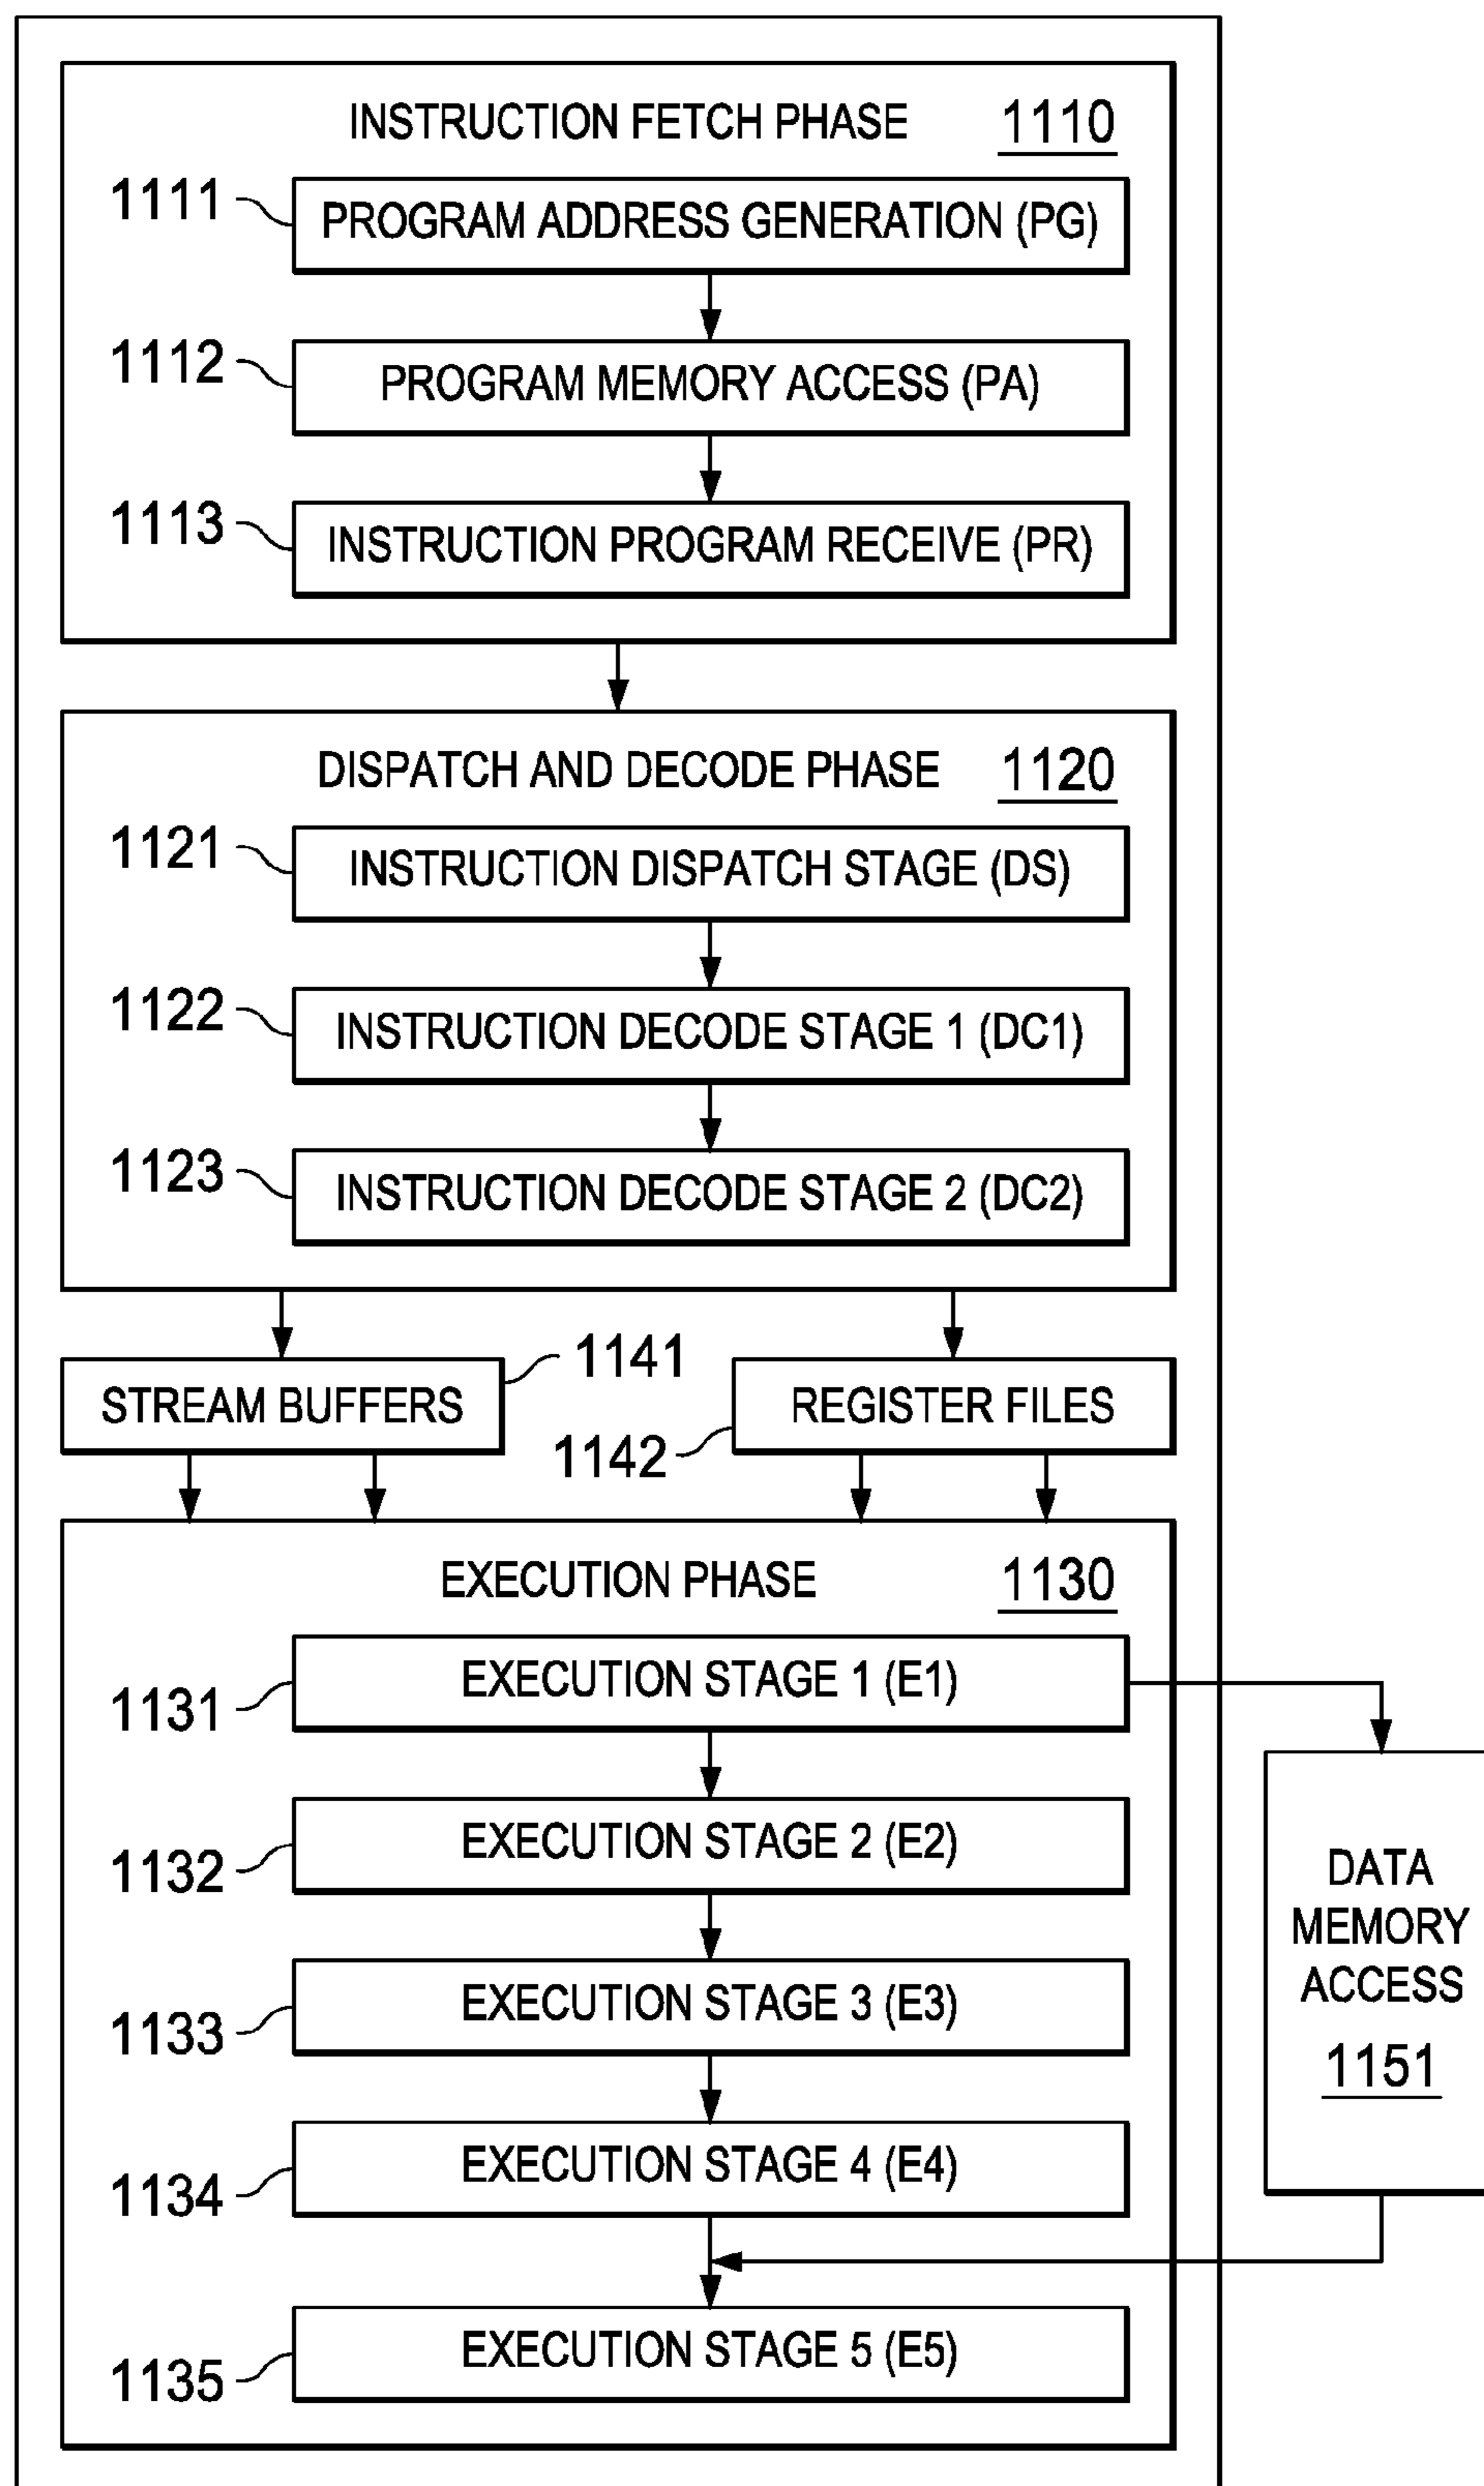 INSTRUCTION FETCH PHASE 1110
1111 PROGRAM ADDRESS GENERATION (PG)
1112 PROGRAM MEMORY ACCESS (PA)
1113 INSTRUCTION PROGRAM RECEIVE (PR)
DISPATCH AND DECODE PHASE 1120
1121 INSTRUCTION DISPATCH STAGE (DS)
1122 INSTRUCTION DECODE STAGE 1 (DC1)
1123 INSTRUCTION DECODE STAGE 2 (DC2)
STREAM BUFFERS 1141
1142 REGISTER FILES
EXECUTION PHASE 1130
1131 EXECUTION STAGE 1 (E1)
1132 EXECUTION STAGE 2 (E2)
1133 EXECUTION STAGE 3 (E3)
1134 EXECUTION STAGE 4 (E4)
1135 EXECUTION STAGE 5 (E5)
DATA
MEMORY
ACCESS
1151